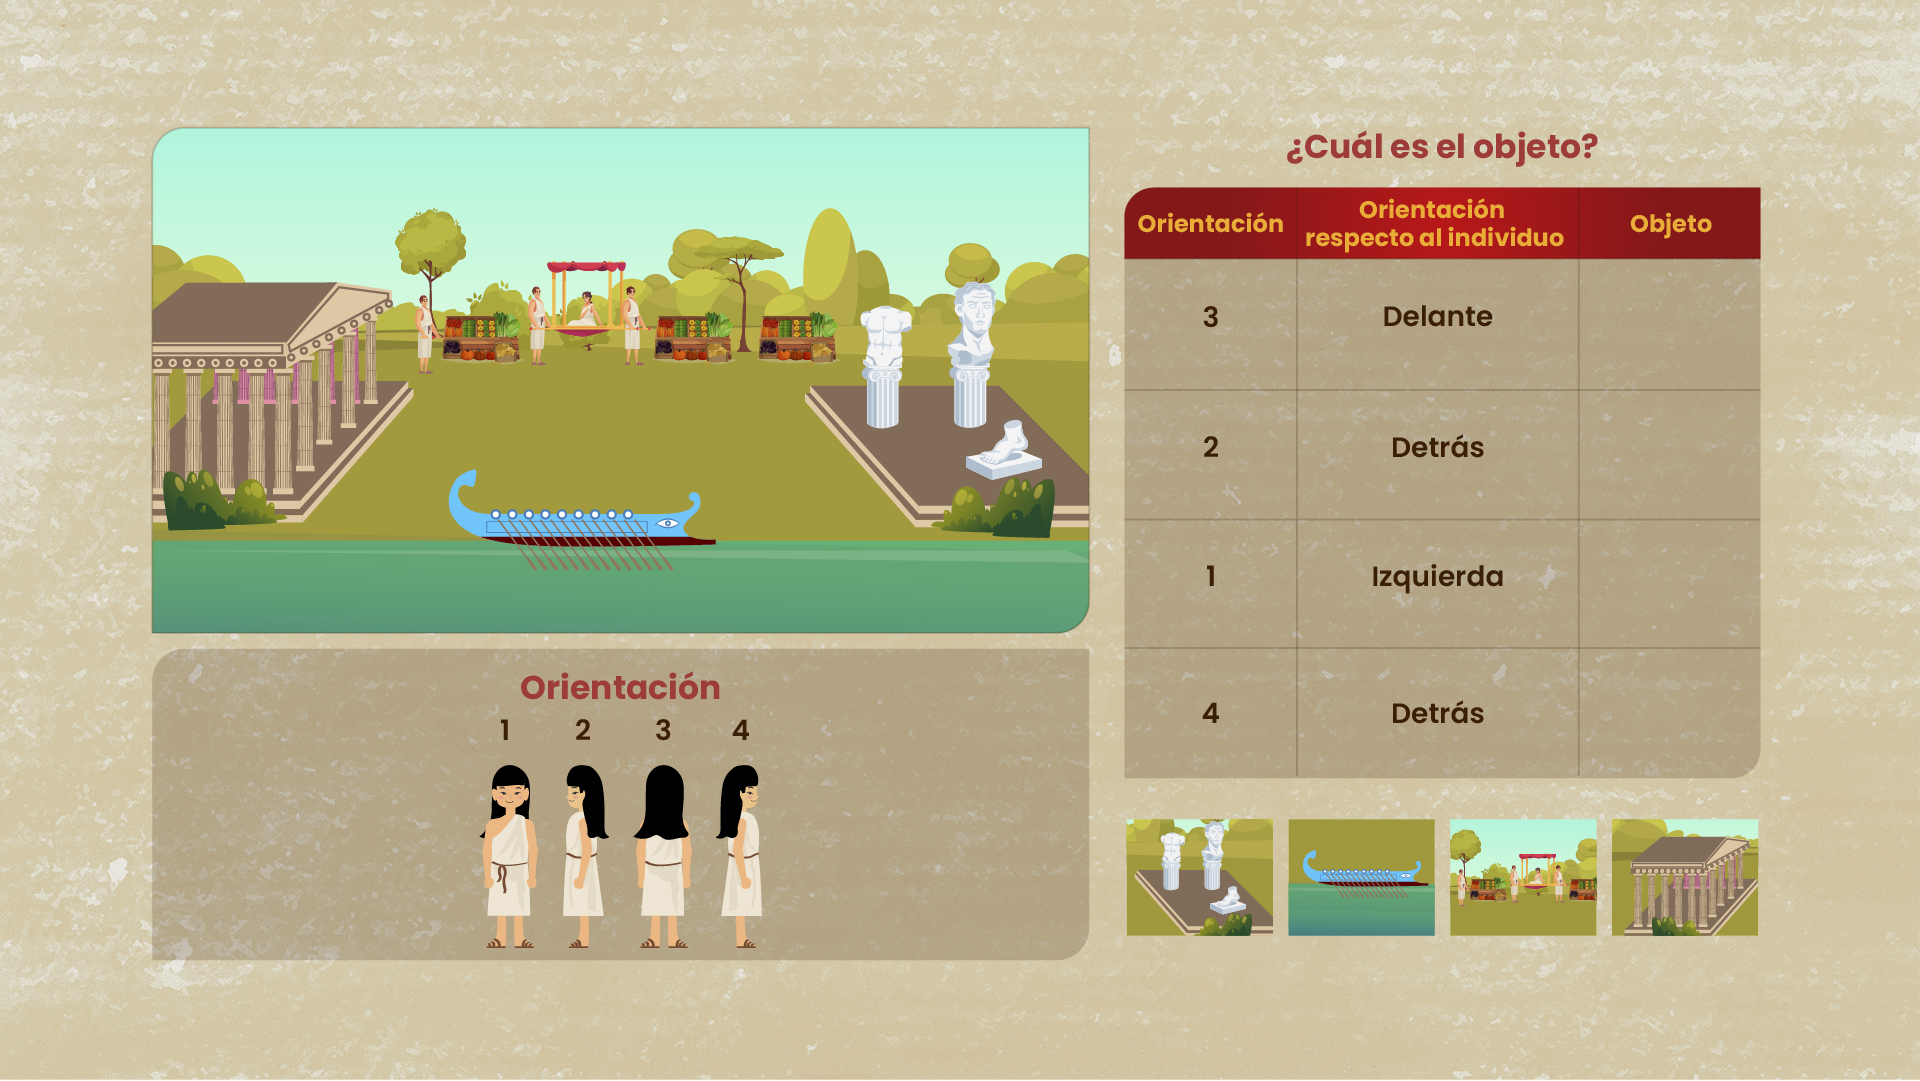 ¿Cuál es el objeto?
Orientación
Orientación
respecto al individuo
Objeto
3
Delante
2
Detrás
1
Izquierda
4
Detrás
Orientación
1 2 3 4